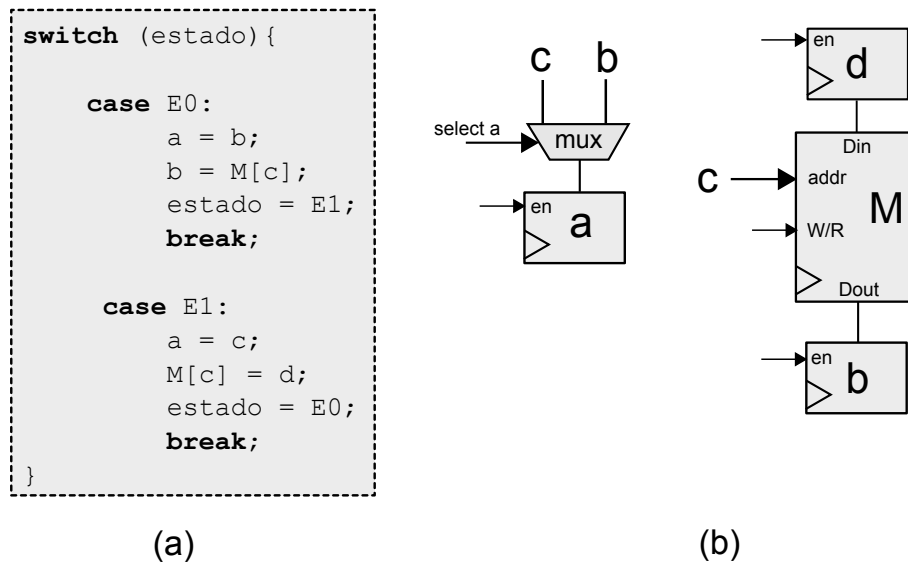 switch (estado){
case E0:
a = b;
b = M[c];
estado = E1;
break;
case E1:
a = c;
M[c] = d;
estado = E0;
break;
}
(a)
c b
select a
mux
en
a
en
d
Din
c
addr
M
W/R
Dout
en
b
(b)